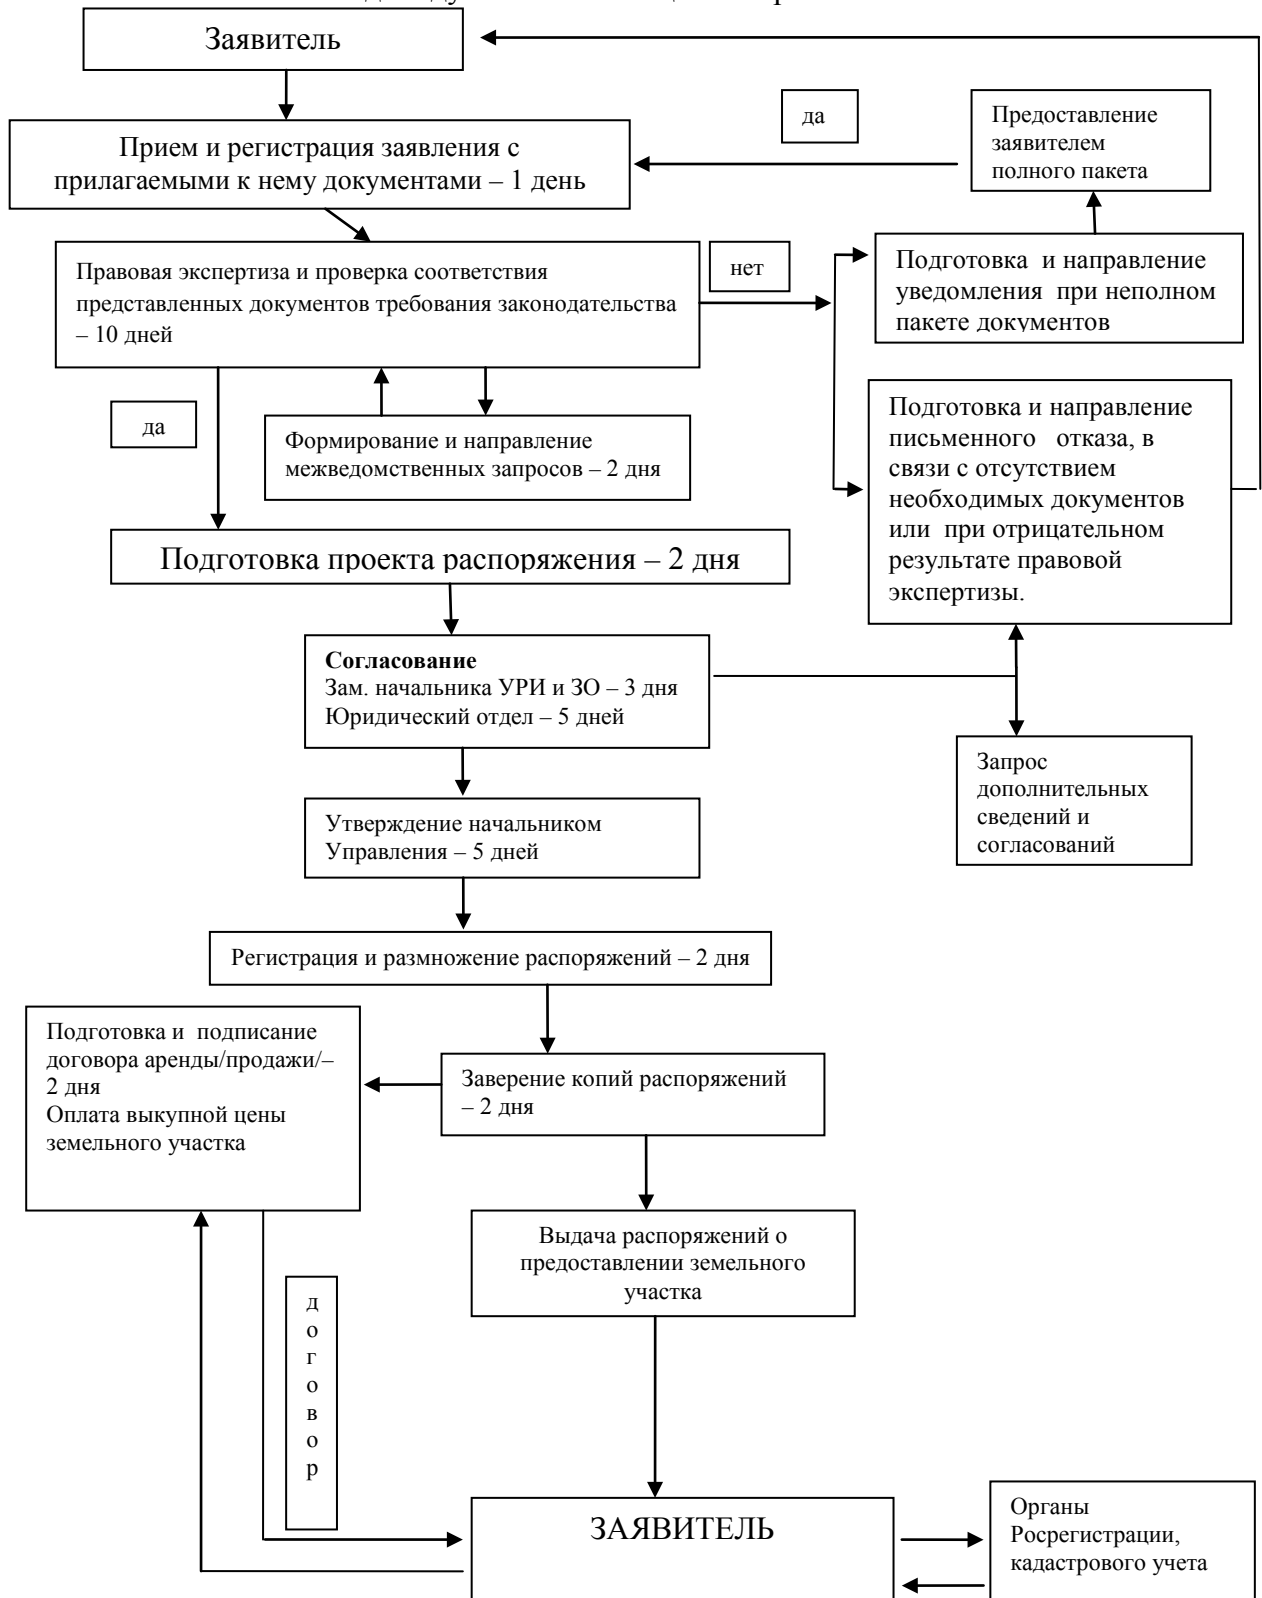 Заявитель
да
Предоставление
заявителем
полного пакета
Прием и регистрация заявления с
прилагаемыми к нему документами – 1 день
Правовая экспертиза и проверка соответствия
представленных документов требования законодательства
– 10 дней
нет
Подготовка и направление
уведомления при неполном
пакете документов
да
Формирование и направление
межведомственных запросов – 2 дня
Подготовка и направление
письменного отказа, в
связи с отсутствием
необходимых документов
или при отрицательном
результате правовой
экспертизы.
Подготовка проекта распоряжения – 2 дня
Согласование
Зам. начальника УРИ и ЗО – 3 дня
Юридический отдел – 5 дней
Запрос
дополнительных
сведений и
согласований
Утверждение начальником
Управления – 5 дней
Регистрация и размножение распоряжений – 2 дня
Подготовка и подписание
договора аренды/продажи/–
2 дня
Оплата выкупной цены
земельного участка
Заверение копий распоряжений
– 2 дня
Выдача распоряжений о
предоставлении земельного
участка
д
о
г
о
в
о
р
ЗАЯВИТЕЛЬ
Органы
Росрегистрации,
кадастрового учета